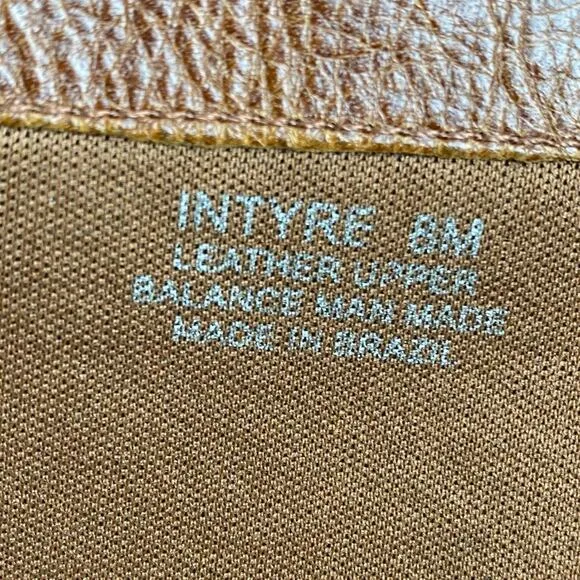 INTYRE 8M
LEATHER UPPER
BALANCE MAN MADE
MADE IN BRAZIL